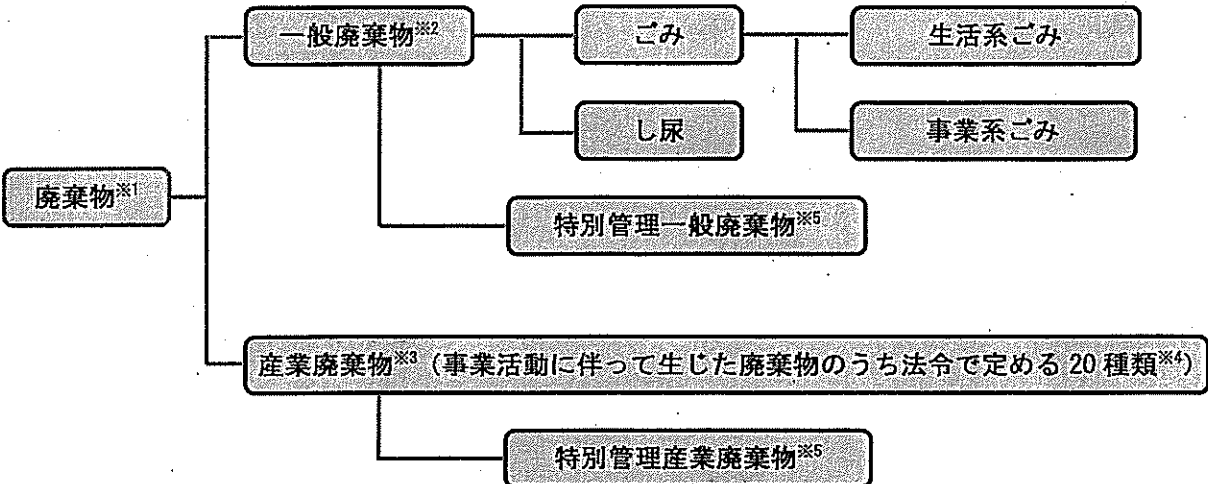 一般廃棄物※2
ごみ
生活系ごみ
し尿
事業系ごみ
廃棄物※1
特別管理一般廃棄物※5
産業廃棄物※3（事業活動に伴って生じた廃棄物のうち法令で定める20種類※4）
特別管理産業廃棄物※5